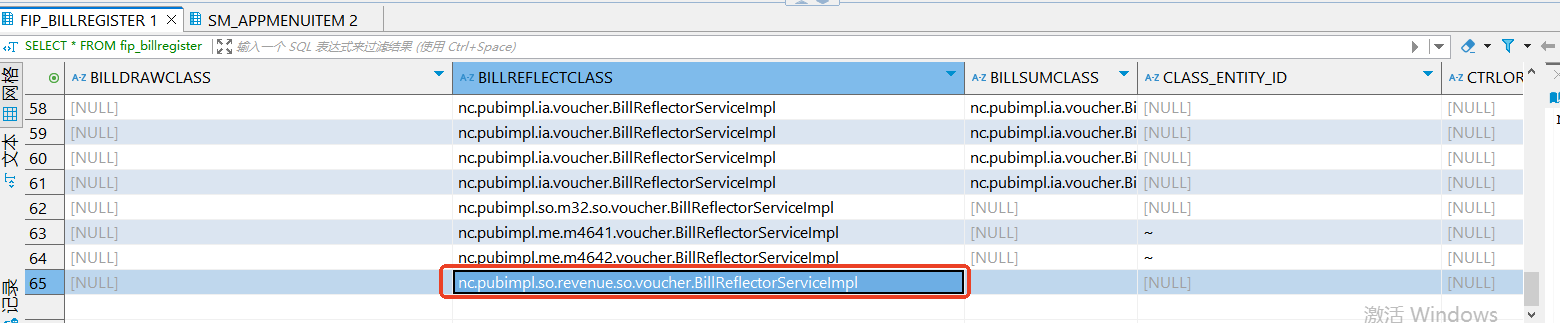 FIP_BILLREGISTER 1 SM_APPMENUITEM 2
SELECT * FROM fip_billregister 输入一个 SQL 表达式来过滤结果 (使用 Ctrl+Space)
网格
文本
记录
A-Z BILLDRAWCLASS A-Z BILLREFLECTCLASS A-Z BILLSUMCLASS A-Z CLASS_ENTITY_ID A-Z CTRLOR
58 [NULL] nc.pubimpl.ia.voucher.BillReflectorServiceImpl nc.pubimpl.ia.voucher.Bi [NULL] [NULL]
59 [NULL] nc.pubimpl.ia.voucher.BillReflectorServiceImpl nc.pubimpl.ia.voucher.Bi [NULL] [NULL]
60 [NULL] nc.pubimpl.ia.voucher.BillReflectorServiceImpl nc.pubimpl.ia.voucher.Bi [NULL] [NULL]
61 [NULL] nc.pubimpl.ia.voucher.BillReflectorServiceImpl nc.pubimpl.ia.voucher.Bi [NULL] [NULL]
62 [NULL] nc.pubimpl.so.m32.so.voucher.BillReflectorServiceImpl [NULL] [NULL] [NULL]
63 [NULL] nc.pubimpl.me.m4641.voucher.BillReflectorServiceImpl [NULL] ~ [NULL]
64 [NULL] nc.pubimpl.me.m4642.voucher.BillReflectorServiceImpl [NULL] ~ [NULL]
65 [NULL] nc.pubimpl.so.revenue.so.voucher.BillReflectorServiceImpl [NULL] [NULL]
激活 Windows